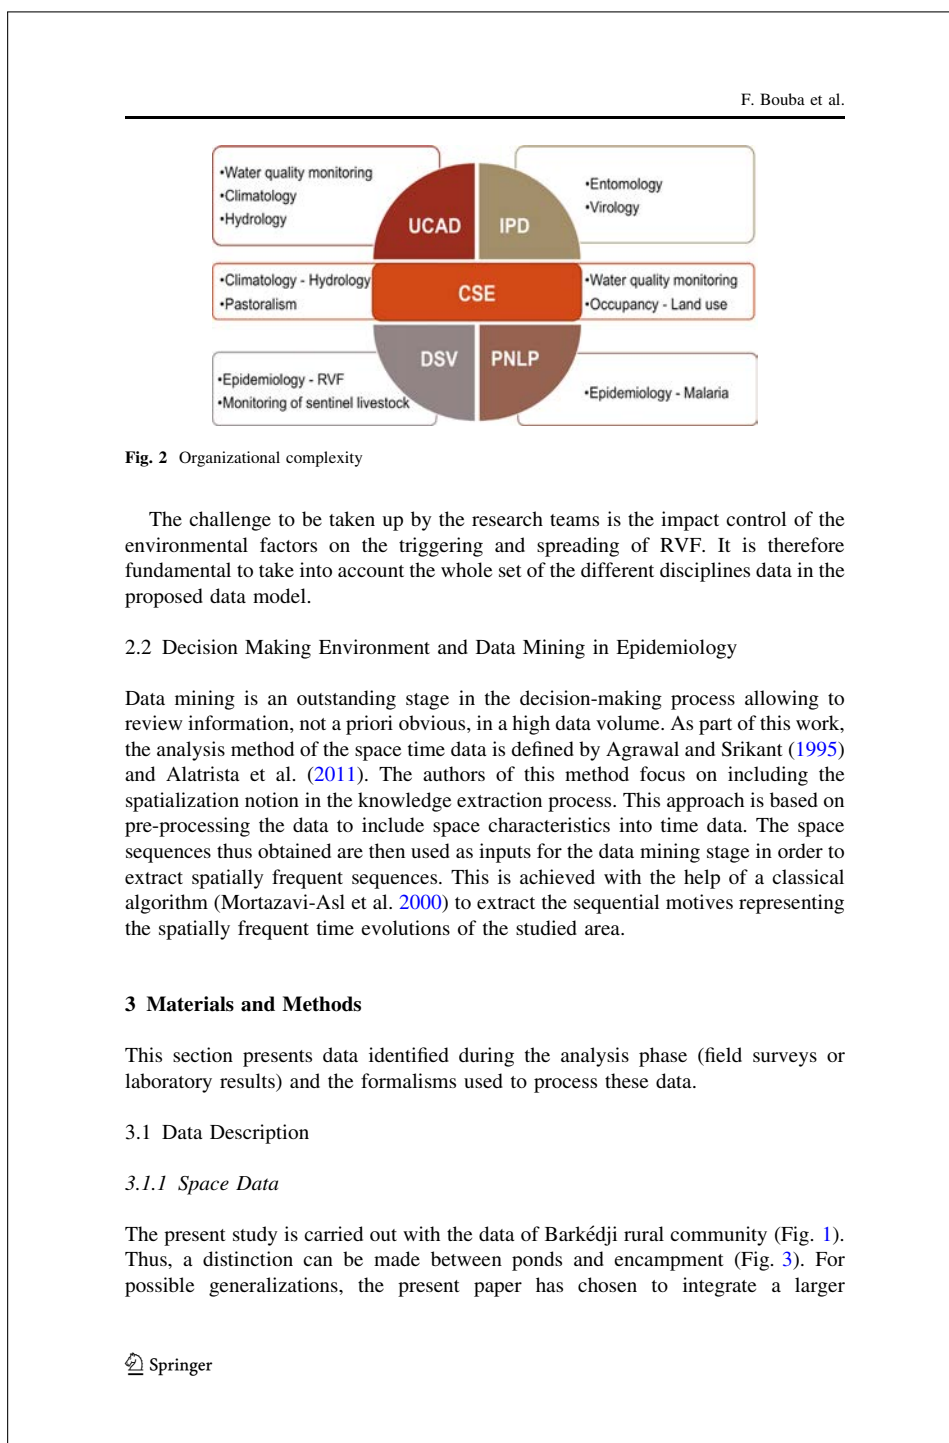 F. Bouba et al.
•Water quality monitoring
•Climatology
•Hydrology
UCAD
IPD
•Entomology
•Virology
•Climatology - Hydrology
•Pastoralism
CSE
•Water quality monitoring
•Occupancy - Land use
DSV
PNLP
•Epidemiology - RVF
•Monitoring of sentinel livestock
•Epidemiology - Malaria
Fig. 2 Organizational complexity
The challenge to be taken up by the research teams is the impact control of the
environmental factors on the triggering and spreading of RVF. It is therefore
fundamental to take into account the whole set of the different disciplines data in the
proposed data model.
2.2 Decision Making Environment and Data Mining in Epidemiology
Data mining is an outstanding stage in the decision-making process allowing to
review information, not a priori obvious, in a high data volume. As part of this work,
the analysis method of the space time data is defined by Agrawal and Srikant (1995)
and Alatrista et al. (2011). The authors of this method focus on including the
spatialization notion in the knowledge extraction process. This approach is based on
pre-processing the data to include space characteristics into time data. The space
sequences thus obtained are then used as inputs for the data mining stage in order to
extract spatially frequent sequences. This is achieved with the help of a classical
algorithm (Mortazavi-Asl et al. 2000) to extract the sequential motives representing
the spatially frequent time evolutions of the studied area.
3 Materials and Methods
This section presents data identified during the analysis phase (field surveys or
laboratory results) and the formalisms used to process these data.
3.1 Data Description
3.1.1 Space Data
The present study is carried out with the data of Barkédji rural community (Fig. 1).
Thus, a distinction can be made between ponds and encampment (Fig. 3). For
possible generalizations, the present paper has chosen to integrate a larger
Springer